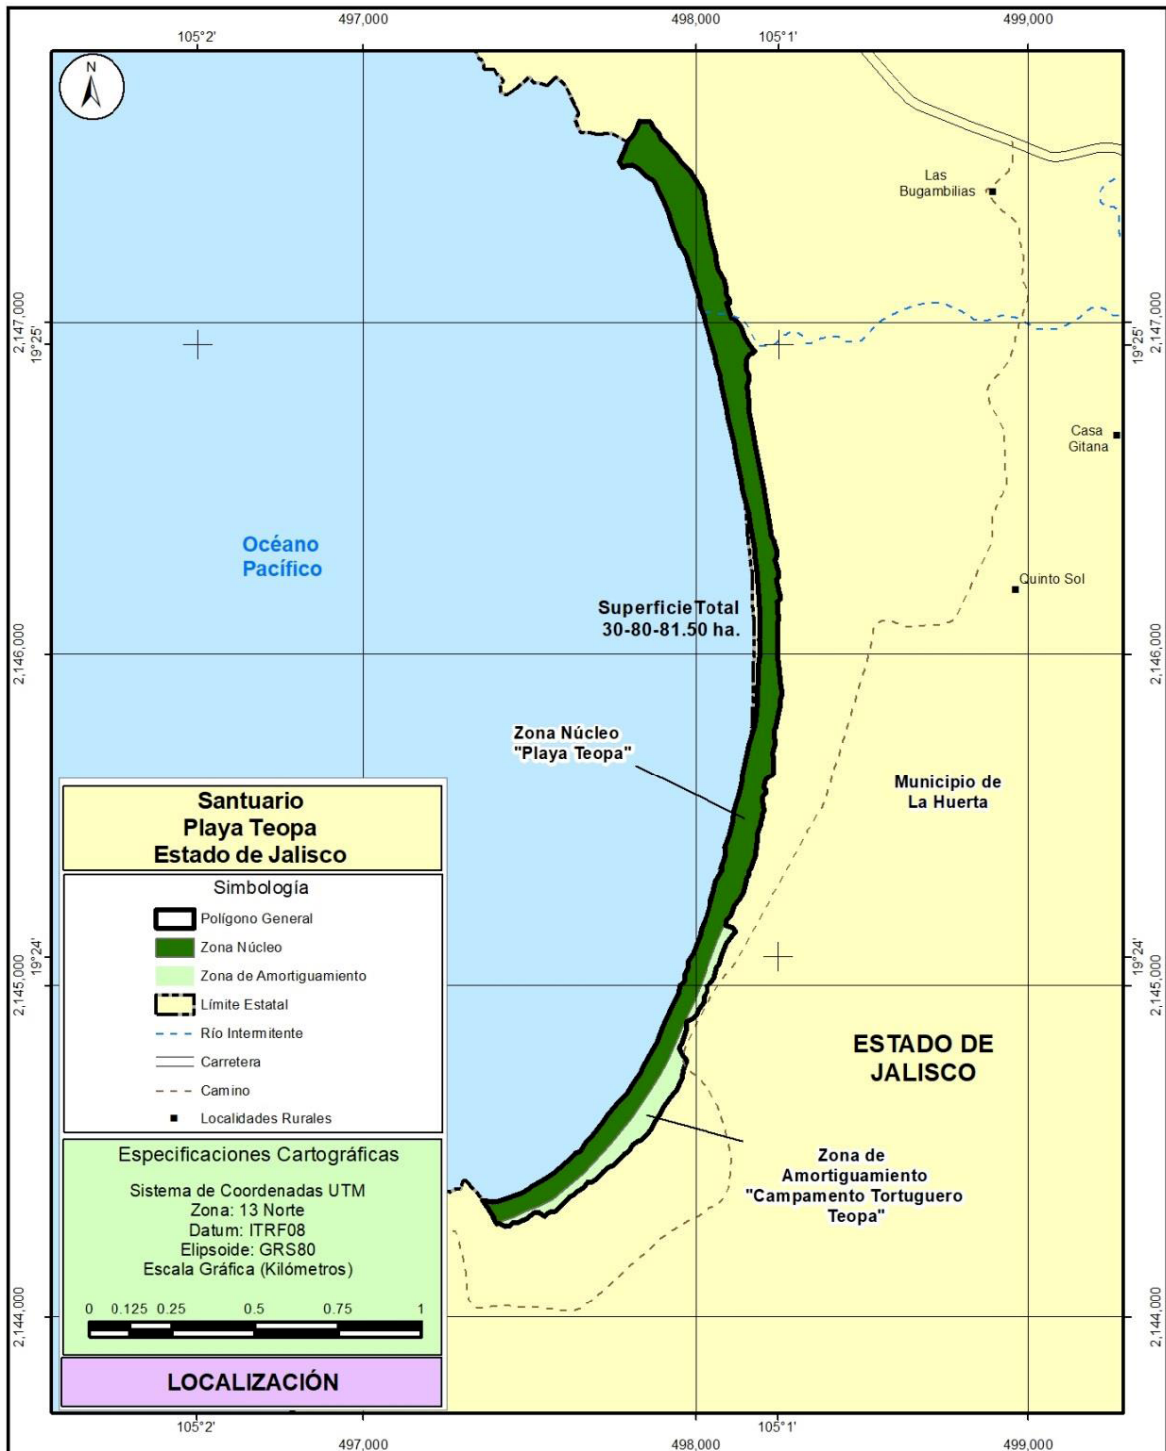 497,000
498,000
499,000
105°2'
105°1'
N
Las
Bugambilias
2,147,000
19°25'
2,147,000
19°25'
Casa
Gitana
Océano
Pacífico
Quinto Sol
Superficie Total
30-80-81.50 ha.
2,146,000
2,146,000
Zona Núcleo
"Playa Teopa"
Municipio de
La Huerta
Santuario
Playa Teopa
Estado de Jalisco
Simbología
Polígono General
Zona Núcleo
Zona de Amortiguamiento
Límite Estatal
Río Intermitente
Carretera
Camino
Localidades Rurales
19°24'
2,145,000
19°24'
2,145,000
ESTADO DE
JALISCO
Zona de
Amortiguamiento
"Campamento Tortuguero
Teopa"
Especificaciones Cartográficas
Sistema de Coordenadas UTM
Zona: 13 Norte
Datum: ITRF08
Elipsoide: GRS80
Escala Gráfica (Kilómetros)
0 0.125 0.25 0.5 0.75 1
2,144,000
2,144,000
LOCALIZACIÓN
105°2'
105°1'
497,000
498,000
499,000